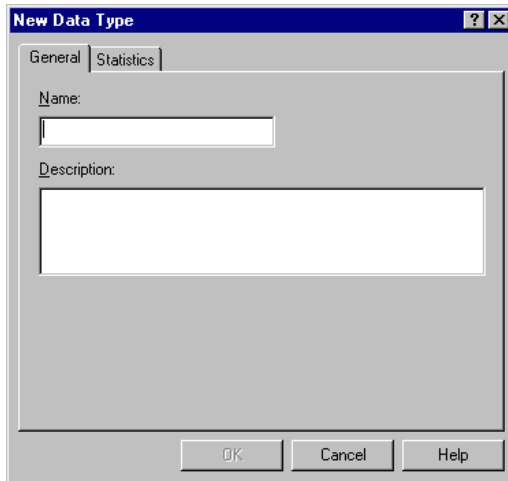 New Data Type ? X
General Statistics
Name:
Description:
OK Cancel Help